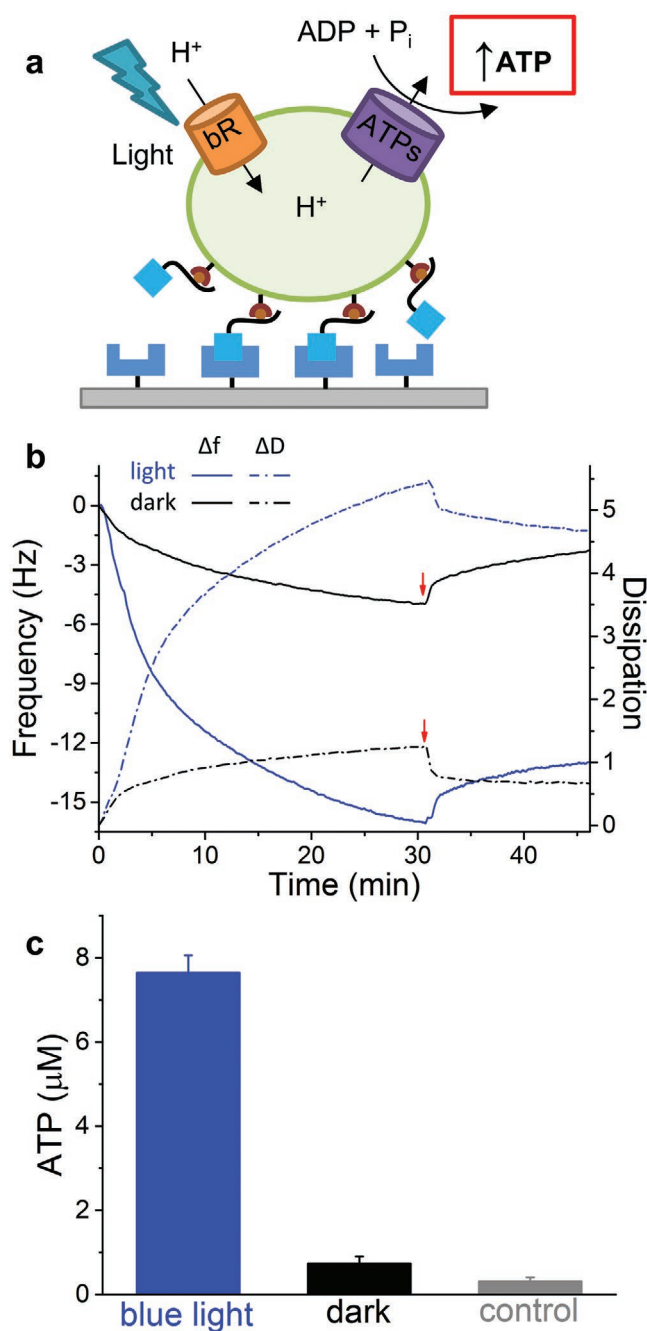 a
H⁺
ADP + Pᵢ
↑ATP
Light
bR
ATPs
H⁺
b
Δf ΔD
light
dark
Frequency (Hz)
0
-3
-6
-9
-12
-15
Dissipation
5
4
3
2
1
0
0 10 20 30 40
Time (min)
c
ATP (μM)
8
6
4
2
0
blue light dark control